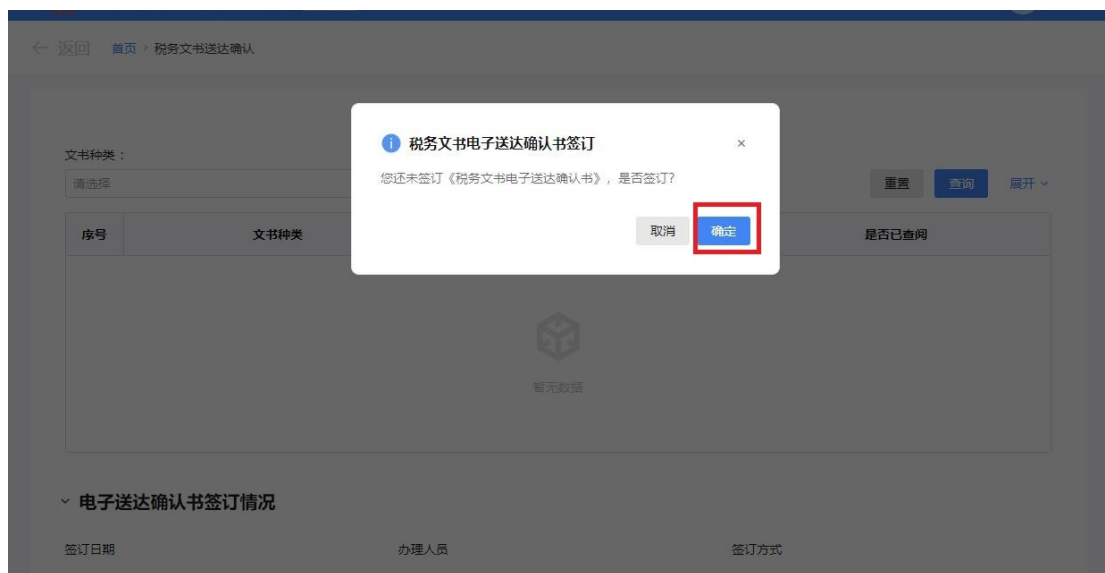 ← 返回 首页 > 税务文书送达确认
税务文书电子送达确认书签订 ×
您还未签订《税务文书电子送达确认书》，是否签订?
取消 确定
文书种类：
请选择
重置 查询 展开
序号 文书种类 是否已查阅
暂无数据
电子送达确认书签订情况
签订日期 办理人员 签订方式